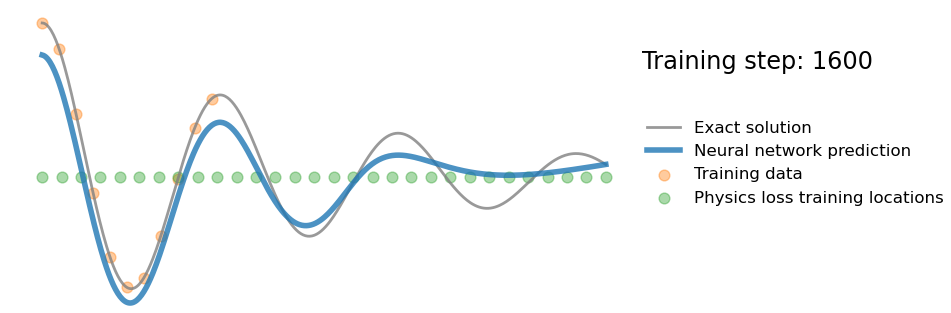 Training step: 1600
Exact solution
Neural network prediction
Training data
Physics loss training locations